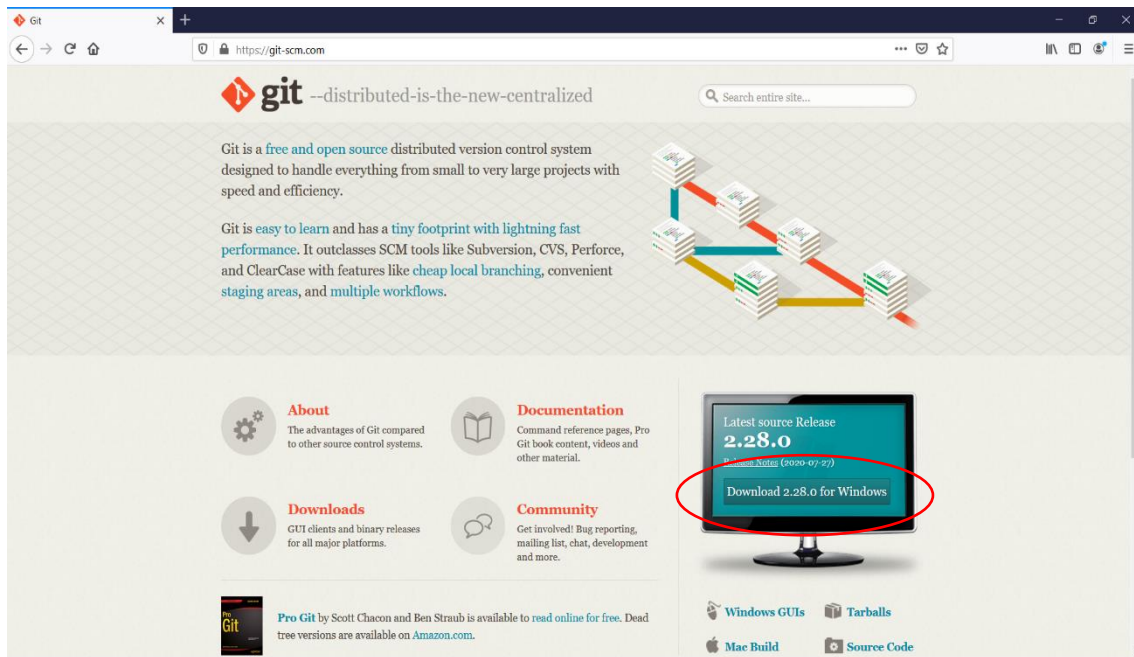 Git
https://git-scm.com
git --distributed-is-the-new-centralized
Search entire site...
Git is a free and open source distributed version control system
designed to handle everything from small to very large projects with
speed and efficiency.
Git is easy to learn and has a tiny footprint with lightning fast
performance. It outclasses SCM tools like Subversion, CVS, Perforce,
and ClearCase with features like cheap local branching, convenient
staging areas, and multiple workflows.
About
The advantages of Git compared
to other source control systems.
Documentation
Command reference pages, Pro
Git book content, videos and
other material.
Downloads
GUI clients and binary releases
for all major platforms.
Community
Get involved! Bug reporting,
mailing list, chat, development
and more.
Latest source Release
2.28.0
Release Notes (2020-07-27)
Download 2.28.0 for Windows
Pro
Git
Pro Git by Scott Chacon and Ben Straub is available to read online for free. Dead
tree versions are available on Amazon.com.
Windows GUIs
Tarballs
Mac Build
Source Code